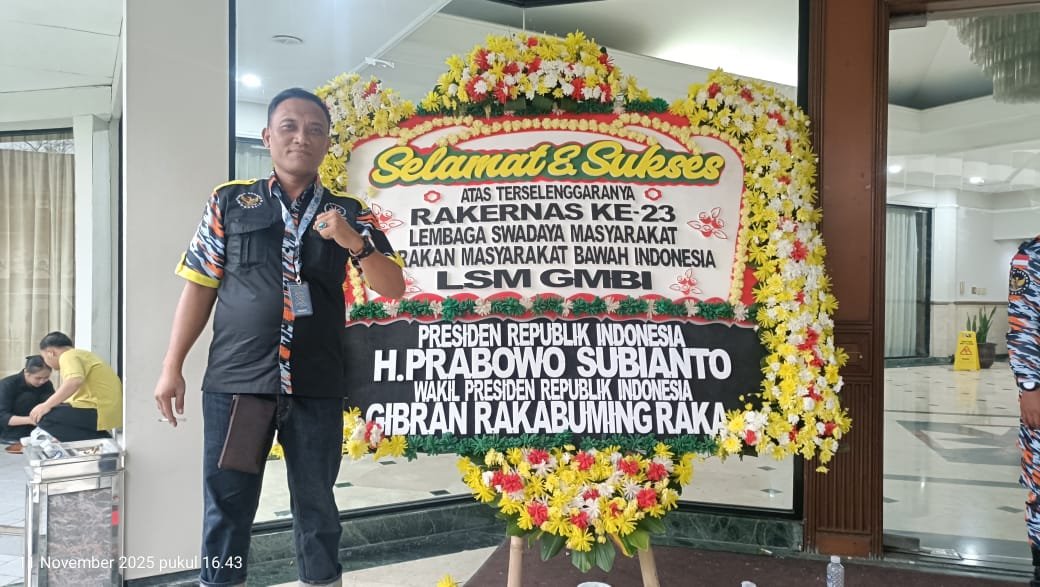 Selamat & Sukses
ATAS TERSELENGGARANYA
RAKERNAS KE-23
LEMBAGA SWADAYA MASYARAKAT
RAKAN MASYARAKAT BAWAH INDONESIA
LSM GMBI
PRESIDEN REPUBLIK INDONESIA
H.PRABOWO SUBIANTO
WAKIL PRESIDEN REPUBLIK INDONESIA
GIBRAN RAKABUMING RAKA
11 November 2025 pukul 16.43